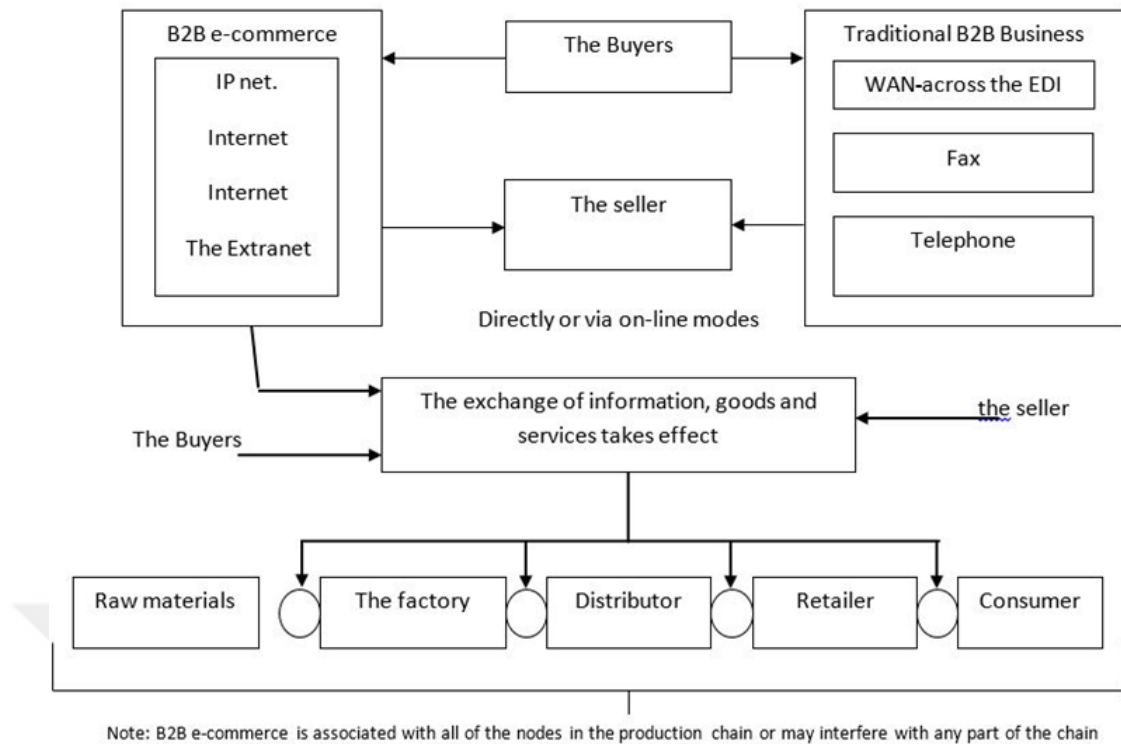 B2B e-commerce
IP net.
Internet
Internet
The Extranet
The Buyers
The seller
Traditional B2B Business
WAN-across the EDI
Fax
Telephone
Directly or via on-line modes
The exchange of information, goods and
services takes effect
The Buyers
the seller
Raw materials
The factory
Distributor
Retailer
Consumer
Note: B2B e-commerce is associated with all of the nodes in the production chain or may interfere with any part of the chain